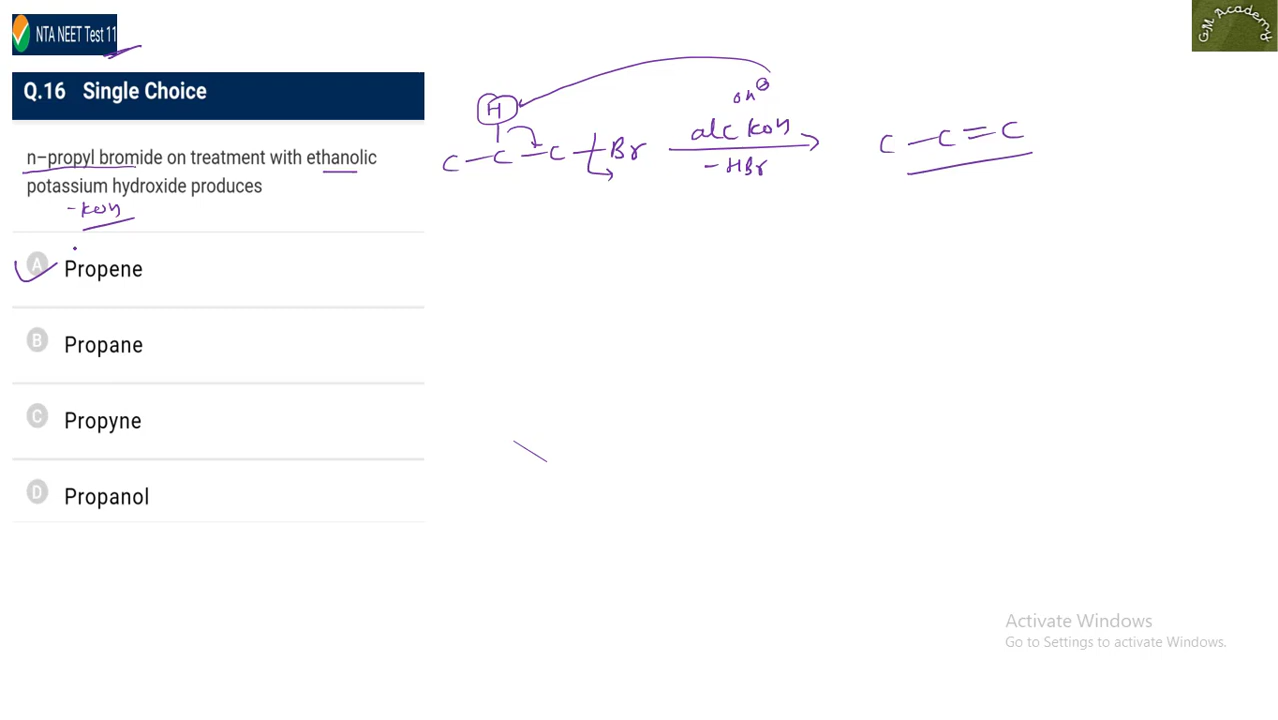 NTA NEET Test 11
GM Academy
Q.16 Single Choice
n-propyl bromide on treatment with ethanolic
potassium hydroxide produces
- KOH
A Propene
B Propane
C Propyne
D Propanol
H
C - C = C - Br
OH⊖
alc KOH
- HBr
C - C = C
Activate Windows
Go to Settings to activate Windows.